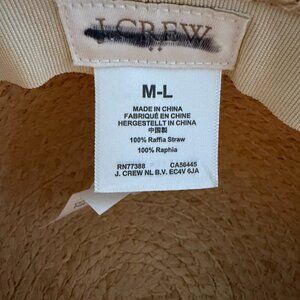 J.CREW
M-L
MADE IN CHINA
FABRIQUÉ EN CHINE
HERGESTELLT IN CHINA
中国製
100% Raffia Straw
100% Raphia
RN77388 CA56445
J. CREW NL B.V. EC4V 6JA